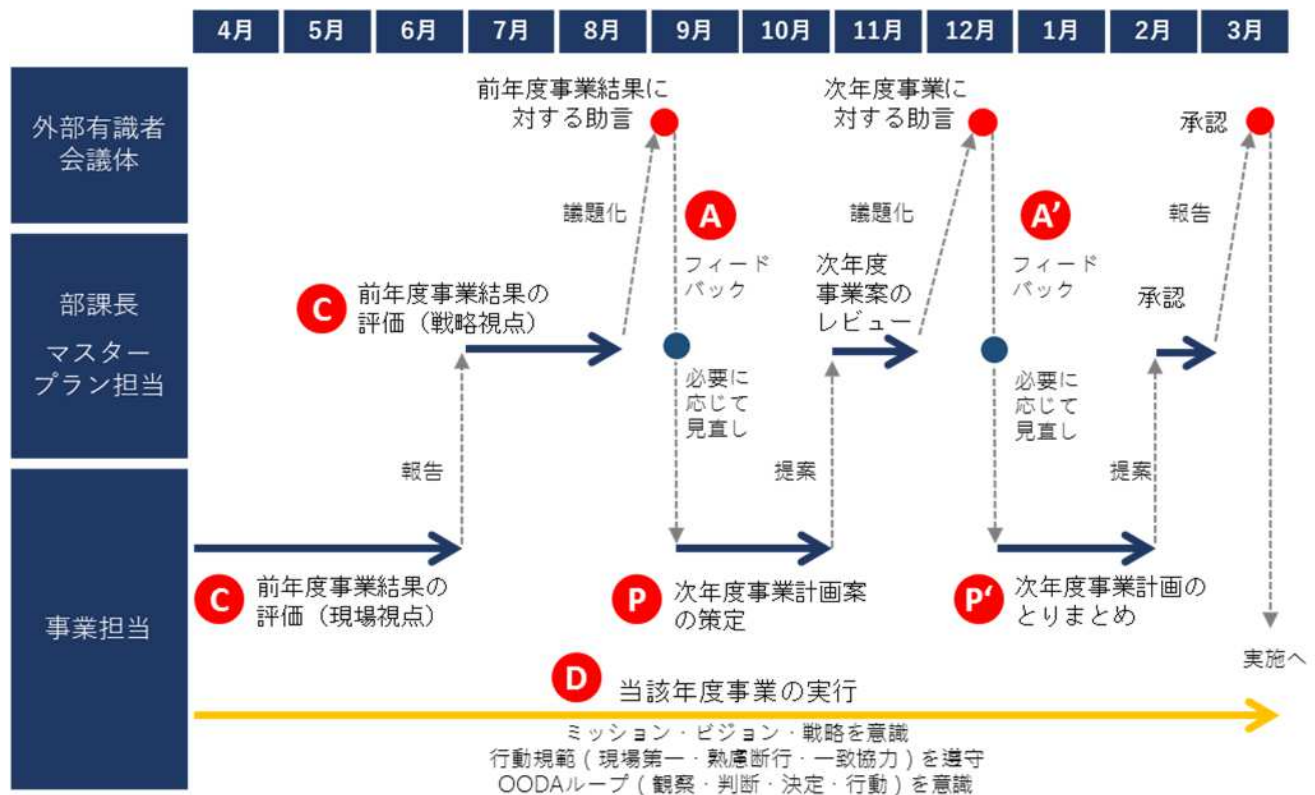 4月 5月 6月 7月 8月 9月 10月 11月 12月 1月 2月 3月
外部有識者
会議体
前年度事業結果に
対する助言
次年度事業に
対する助言
承認
議題化
A
議題化
A’
報告
部課長
マスター
プラン担当
C
前年度事業結果の
評価（戦略視点）
フィード
バック
次年度
事業案の
レビュー
フィード
バック
承認
必要に
応じて
見直し
必要に
応じて
見直し
報告
提案
提案
事業担当
C
前年度事業結果の
評価（現場視点）
P
次年度事業計画案
の策定
P‘
次年度事業計画の
とりまとめ
実施へ
D
当該年度事業の実行
ミッション・ビジョン・戦略を意識
行動規範（現場第一・熟慮断行・一致協力）を遵守
OODAループ（観察・判断・決定・行動）を意識